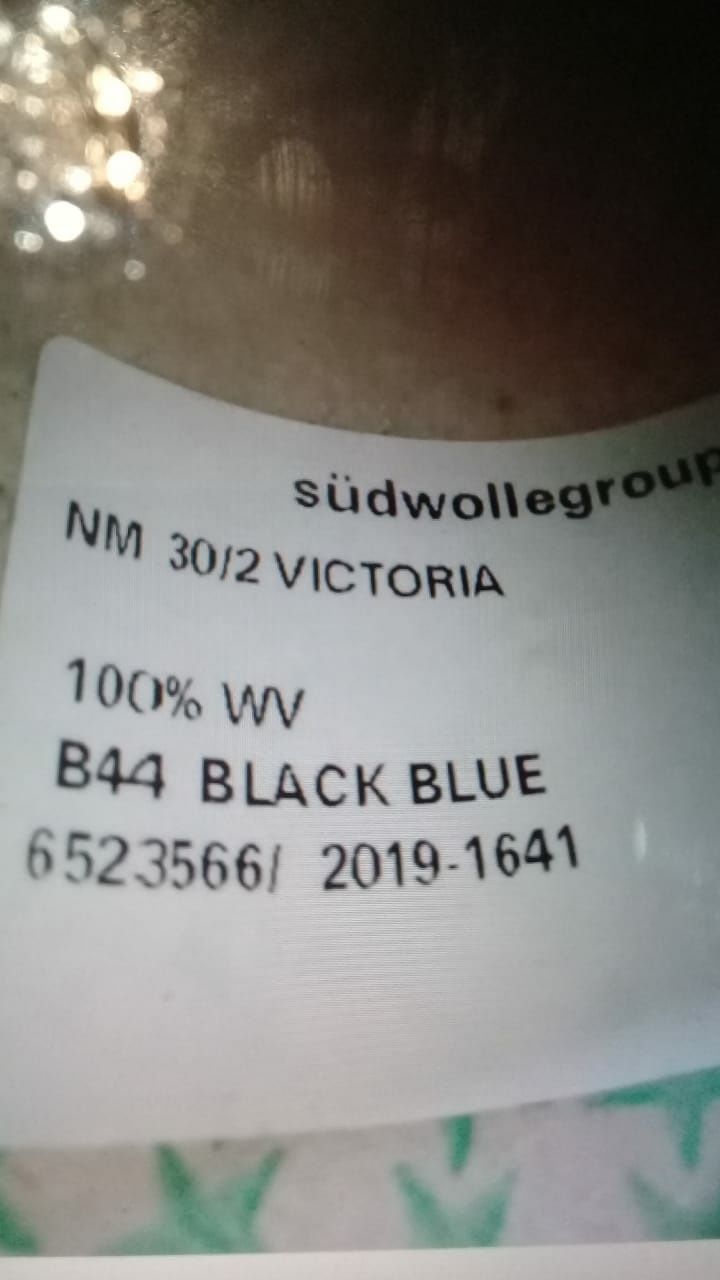 südwollegroup
NM 30/2 VICTORIA
100% WV
B44 BLACK BLUE
6523566/ 2019-1641